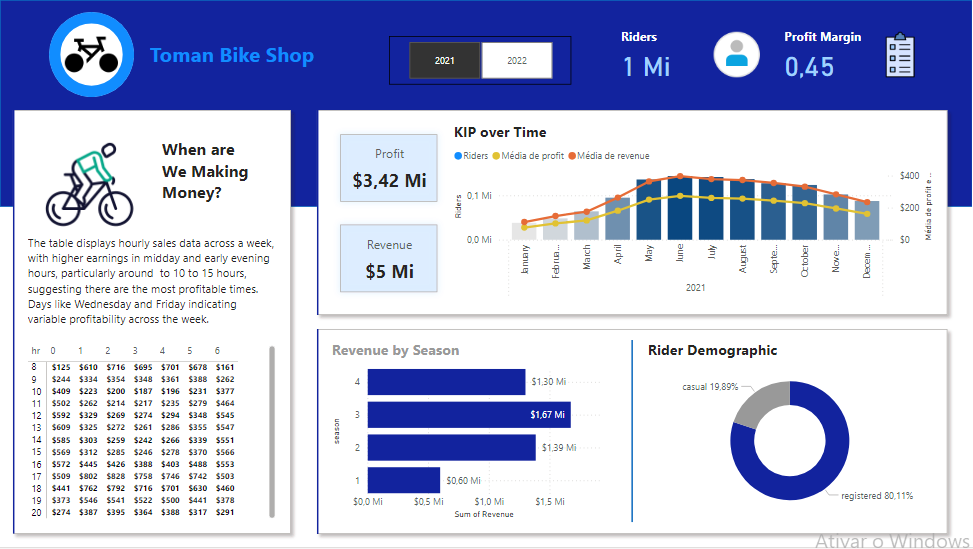 Toman Bike Shop
2021
2022
Riders
1 Mi
Profit Margin
0,45
When are
We Making
Money?
The table displays hourly sales data across a week,
with higher earnings in midday and early evening
hours, particularly around to 10 to 15 hours,
suggesting there are the most profitable times.
Days like Wednesday and Friday indicating
variable profitability across the week.
hr 0 1 2 3 4 5 6
8 $125 $610 $716 $695 $701 $678 $161
9 $244 $334 $354 $348 $361 $388 $262
10 $409 $223 $200 $187 $196 $231 $377
11 $502 $262 $214 $217 $235 $279 $464
12 $592 $329 $269 $274 $294 $348 $545
13 $609 $325 $272 $261 $286 $355 $547
14 $585 $303 $259 $242 $266 $339 $551
15 $569 $312 $285 $246 $278 $370 $566
16 $572 $445 $426 $388 $403 $488 $553
17 $509 $802 $828 $758 $746 $742 $503
18 $441 $762 $792 $716 $701 $630 $460
19 $373 $546 $541 $522 $500 $441 $378
20 $274 $387 $395 $364 $388 $317 $291
Profit
$3,42 Mi
Revenue
$5 Mi
KIP over Time
Riders Média de profit Média de revenue
Riders
0,1 Mi
0,0 Mi
$400
$200
$0
Média de profit e ...
January
Februa...
March
April
May
June
July
August
Septe...
October
Nove...
Decem...
2021
Revenue by Season
season
4
$1,30 Mi
3
$1,67 Mi
2
$1,39 Mi
1
$0,60 Mi
$0,0 Mi
$0,5 Mi
$1,0 Mi
$1,5 Mi
Sum of Revenue
Rider Demographic
casual 19,89%
registered 80,11%
Ativar o Windows